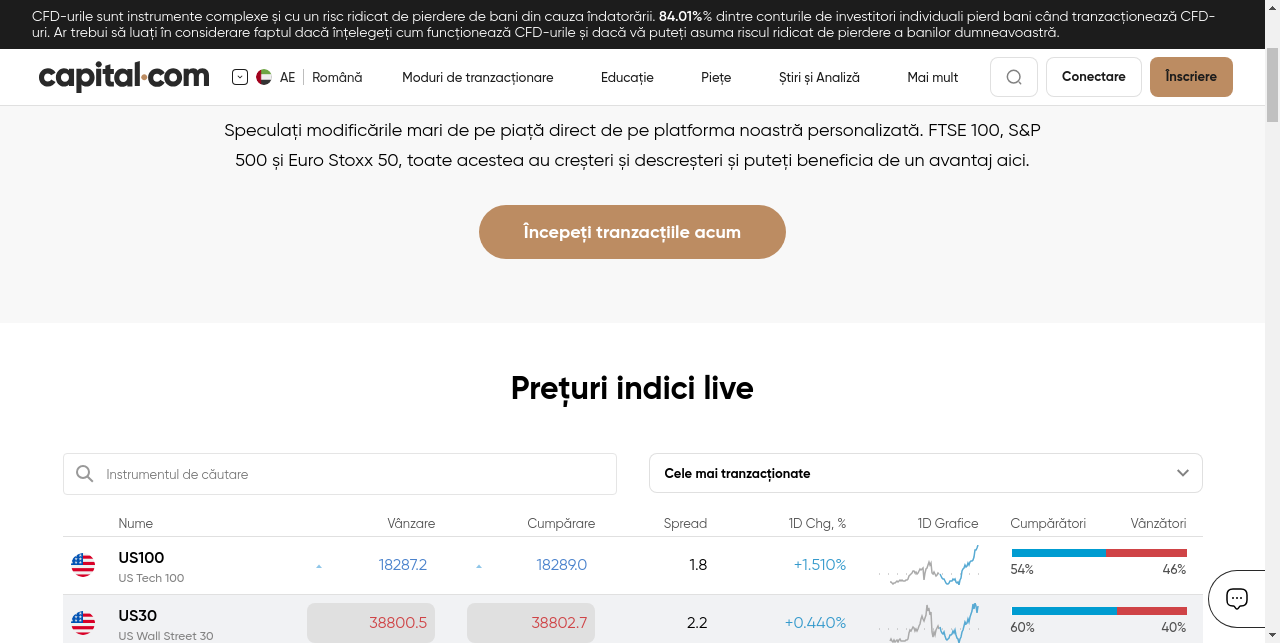 CFD-urile sunt instrumente complexe și cu un risc ridicat de pierdere de bani din cauza îndatorării. 84.01%% dintre conturile de investitori individuali pierd bani când tranzacționează CFD-
uri. Ar trebui să luați în considerare faptul dacă înțelegeți cum funcționează CFD-urile și dacă vă puteți asuma riscul ridicat de pierdere a banilor dumneavoastră.
capital.com AE Română Moduri de tranzacționare Educație Piețe Știri și Analiză Mai mult Conectare Înscriere
Speculați modificările mari de pe piață direct de pe platforma noastră personalizată. FTSE 100, S&P
500 și Euro Stoxx 50, toate acestea au creșteri și descreșteri și puteți beneficia de un avantaj aici.
Începeți tranzacțiile acum
Prețuri indici live
Instrumentul de căutare Cele mai tranzacționate
Nume Vânzare Cumpărare Spread 1D Chg, % 1D Grafice Cumpărători Vânzători
US100 18287.2 18289.0 1.8 +1.510%
US Tech 100 54% 46%
US30 38800.5 38802.7 2.2 +0.440%
US Wall Street 30 60% 40%